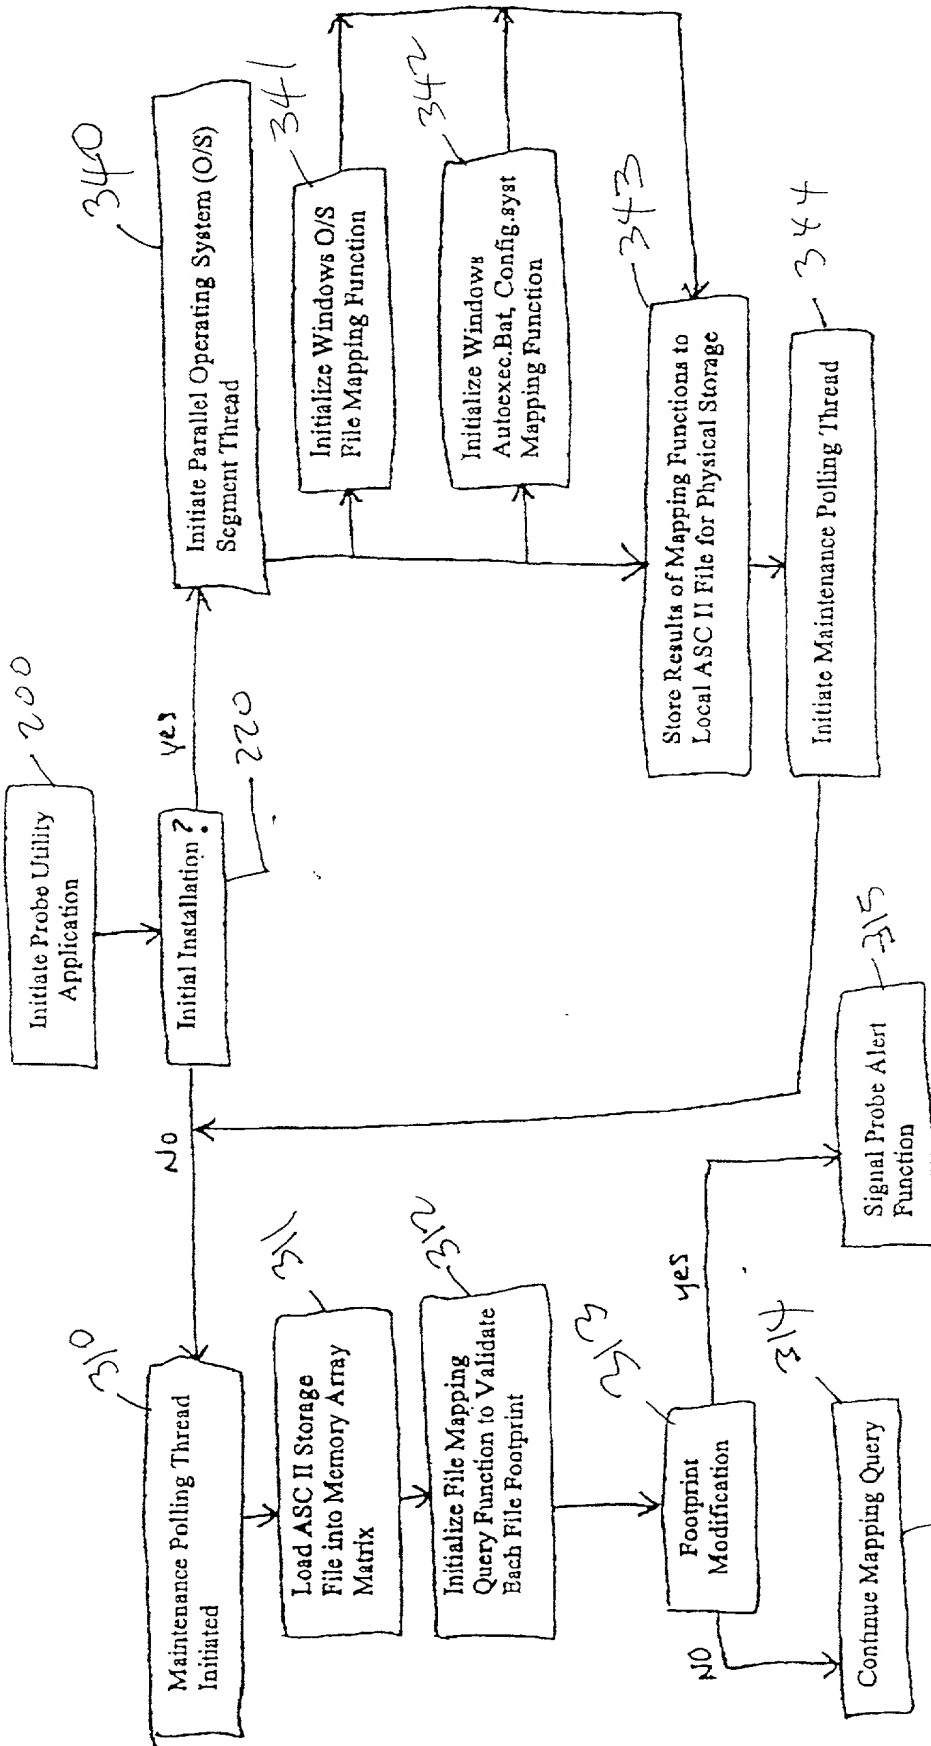 200
Initiate Probe Utility
Application
220
Initial Installation ?
yes
NO
340
Initiate Parallel Operating System (O/S)
Segment Thread
341
Initialize Windows O/S
File Mapping Function
342
Initialize Windows
Autoexec.Bat, Config.syst
Mapping Function
343
Store Results of Mapping Functions to
Local ASC II File for Physical Storage
344
Initiate Maintenance Polling Thread
310
Maintenance Polling Thread
Initiated
311
Load ASC II Storage
File into Memory Array
Matrix
312
Initialize File Mapping
Query Function to Validate
Each File Footprint
313
Footprint
Modification
yes
NO
315
Signal Probe Alert
Function
314
Continue Mapping Query